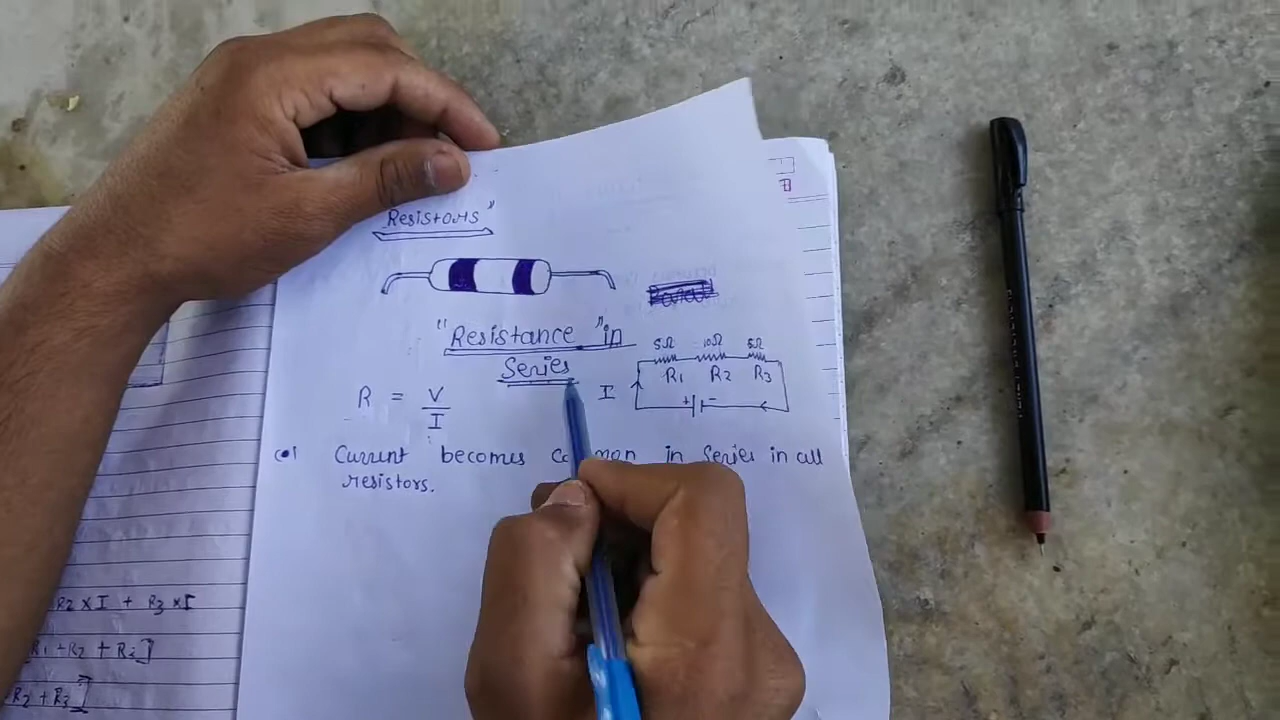 Resistors"
"Resistance" in
Series
5Ω 10Ω 5Ω
R1 R2 R3
I
+ -
R = V
I
Current becomes common in Series in all
resistors.
R2 × I + R3 × I
R1 + R2 + R3]
R2 + R3]